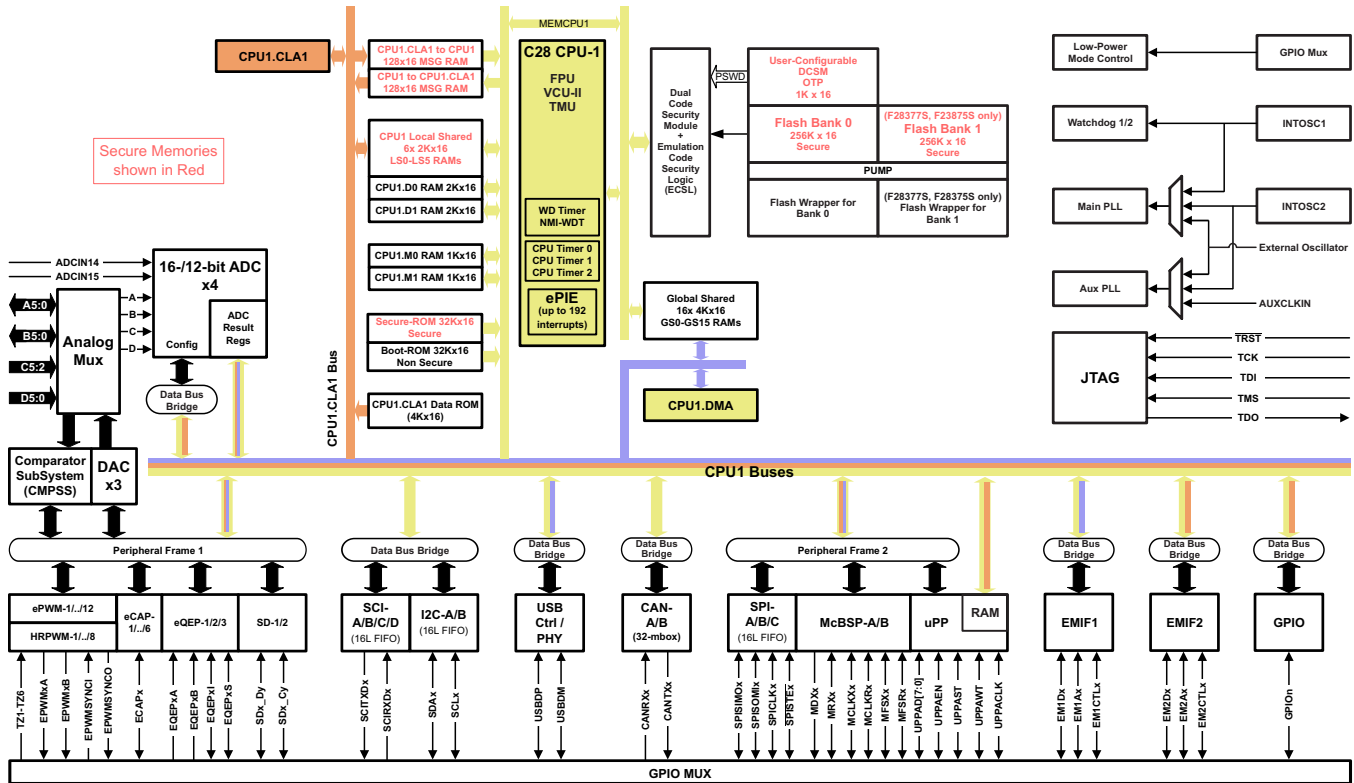 MEMCPU1
CPU1.CLA1
CPU1.CLA1 to CPU1
128x16 MSG RAM
CPU1 to CPU1.CLA1
128x16 MSG RAM
CPU1 Local Shared
6x 2Kx16
LS0-LS5 RAMs
CPU1.D0 RAM 2Kx16
CPU1.D1 RAM 2Kx16
CPU1.M0 RAM 1Kx16
CPU1.M1 RAM 1Kx16
Secure-ROM 32Kx16
Secure
Boot-ROM 32Kx16
Non Secure
CPU1.CLA1 Data ROM
(4Kx16)
CPU1.CLA1 Bus
Secure Memories
shown in Red
C28 CPU-1
FPU
VCU-II
TMU
WD Timer
NMI-WDT
CPU Timer 0
CPU Timer 1
CPU Timer 2
ePIE
(up to 192
interrupts)
Dual
Code
Security
Module
+
Emulation
Code
Security
Logic
(ECSL)
PSWD
User-Configurable
DCSM
OTP
1K x 16
Flash Bank 0
256K x 16
Secure
(F28377S, F23875S only)
Flash Bank 1
256K x 16
Secure
PUMP
Flash Wrapper for
Bank 0
(F28377S, F28375S only)
Flash Wrapper for
Bank 1
Global Shared
16x 4Kx16
GS0-GS15 RAMs
CPU1.DMA
Low-Power
Mode Control
GPIO Mux
Watchdog 1/2
INTOSC1
Main PLL
INTOSC2
External Oscillator
Aux PLL
AUXCLKIN
JTAG
TRST
TCK
TDI
TMS
TDO
ADCIN14
ADCIN15
A5:0
B5:0
C5:2
D5:0
Analog
Mux
A
B
C
D
16-/12-bit ADC
x4
Config
ADC
Result
Regs
Data Bus
Bridge
Comparator
SubSystem
(CMPSS)
DAC
x3
CPU1 Buses
Peripheral Frame 1
Data Bus Bridge
Data Bus
Bridge
Data Bus
Bridge
Peripheral Frame 2
Data Bus
Bridge
Data Bus
Bridge
Data Bus
Bridge
ePWM-1/../12
HRPWM-1/../8
eCAP-
1/../6
eQEP-1/2/3
SD-1/2
SCI-
A/B/C/D
(16L FIFO)
I2C-A/B
(16L FIFO)
USB
Ctrl /
PHY
CAN-
A/B
(32-mbox)
SPI-
A/B/C
(16L FIFO)
McBSP-A/B
uPP
RAM
EMIF1
EMIF2
GPIO
TZ1-TZ6
EPWMxA
EPWMxB
EPWMSYNCI
EPWMSYNCO
ECAPx
EQEPxA
EQEPxB
EQEPxI
EQEPxS
SDx_Dy
SDx_Cy
SCITXDx
SCIRXDx
SDAx
SCLx
USBDP
USBDM
CANRXx
CANTXx
SPISIMOx
SPISOMIx
SPICLKx
SPISTEx
MDXx
MRXx
MCLKXx
MCLKRx
MFSXx
MFSRx
UPPAD[7:0]
UPPAEN
UPPAST
UPPAWT
UPPACLK
EM1Dx
EM1Ax
EM1CTLx
EM2Dx
EM2Ax
EM2CTLx
GPIOn
GPIO MUX